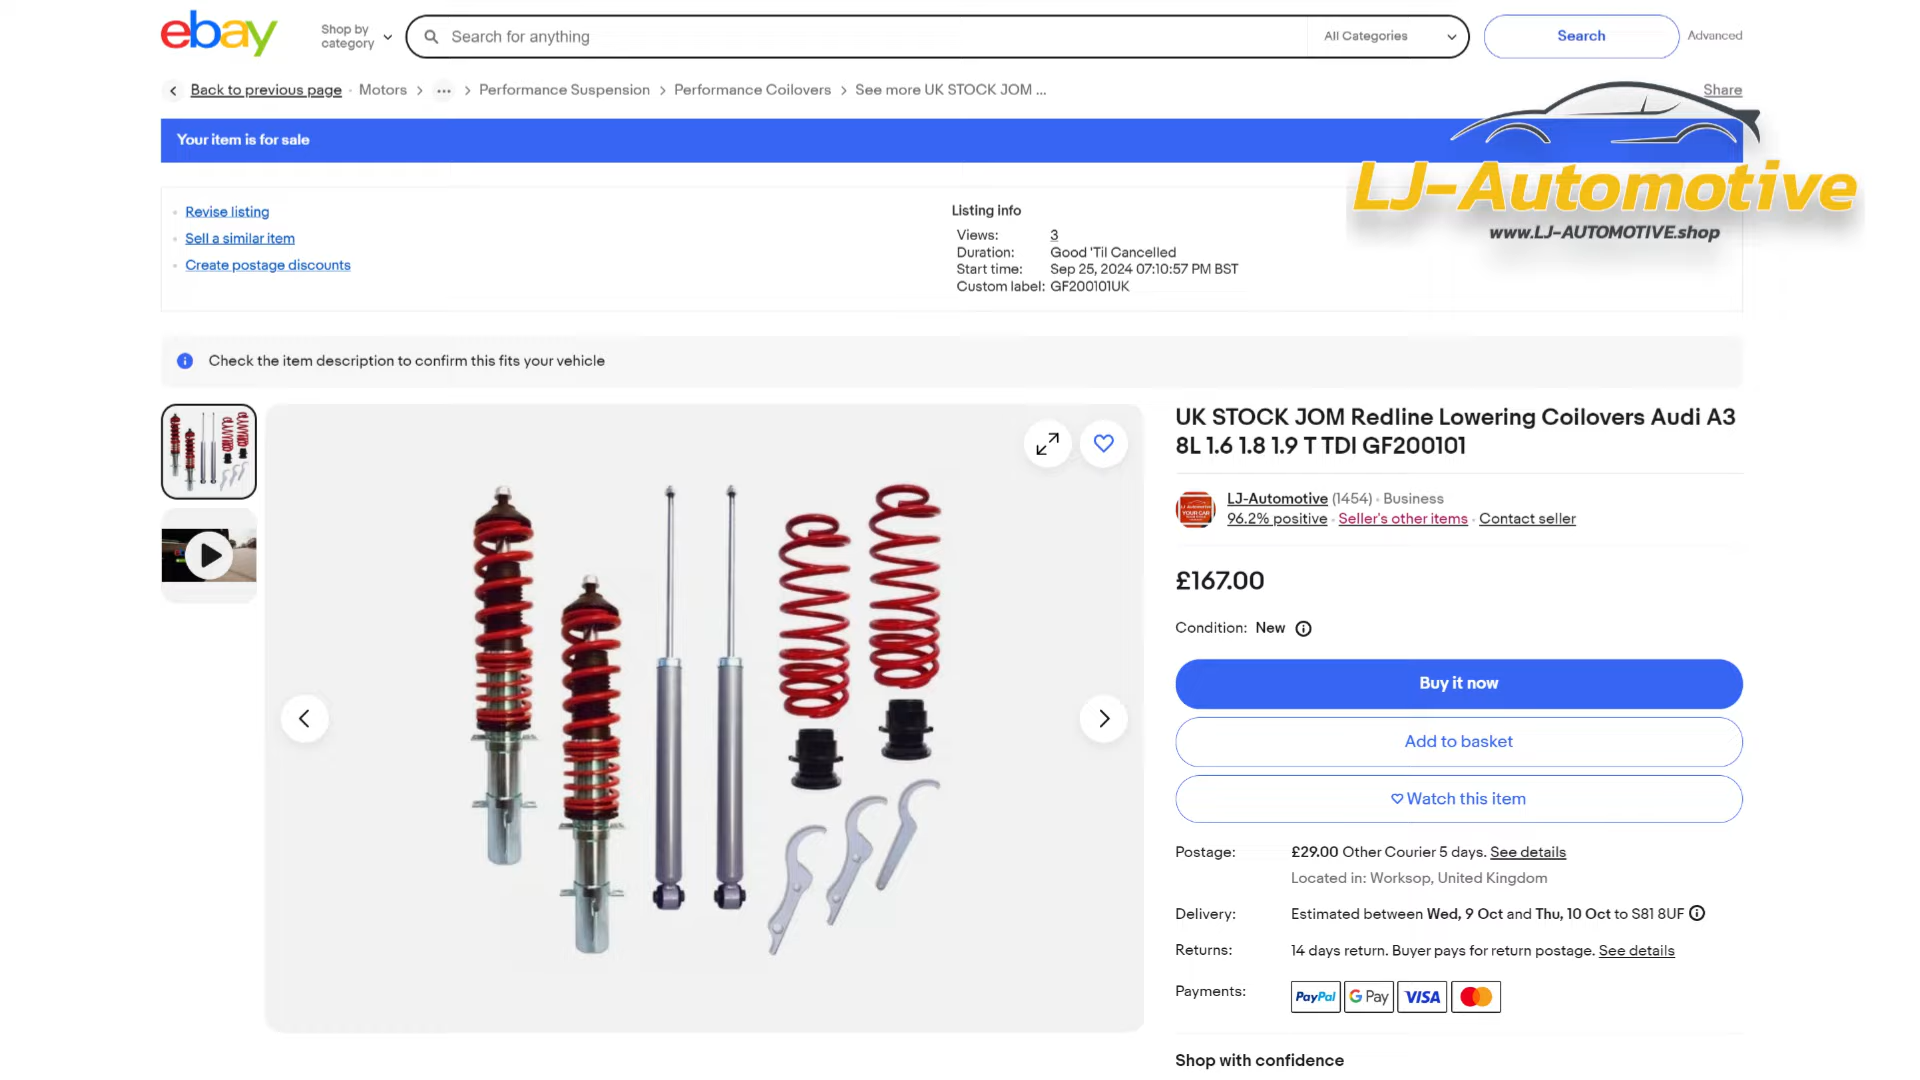 ebay
Shop by category
Search for anything
All Categories
Search
Advanced
Back to previous page
Motors
Performance Suspension
Performance Coilovers
See more UK STOCK JOM ...
Share
Your item is for sale
LJ-Automotive
www.LJ-AUTOMOTIVE.shop
Revise listing
Sell a similar item
Create postage discounts
Listing info
Views: 3
Duration: Good 'Til Cancelled
Start time: Sep 25, 2024 07:10:57 PM BST
Custom label: GF200101UK
Check the item description to confirm this fits your vehicle
UK STOCK JOM Redline Lowering Coilovers Audi A3
8L 1.6 1.8 1.9 T TDI GF200101
LJ-Automotive (1454) · Business
96.2% positive · Seller's other items · Contact seller
£167.00
Condition: New
Buy it now
Add to basket
Watch this item
Postage: £29.00 Other Courier 5 days. See details
Located in: Worksop, United Kingdom
Delivery: Estimated between Wed, 9 Oct and Thu, 10 Oct to S81 8UF
Returns: 14 days return. Buyer pays for return postage. See details
Payments: PayPal G Pay VISA
Shop with confidence